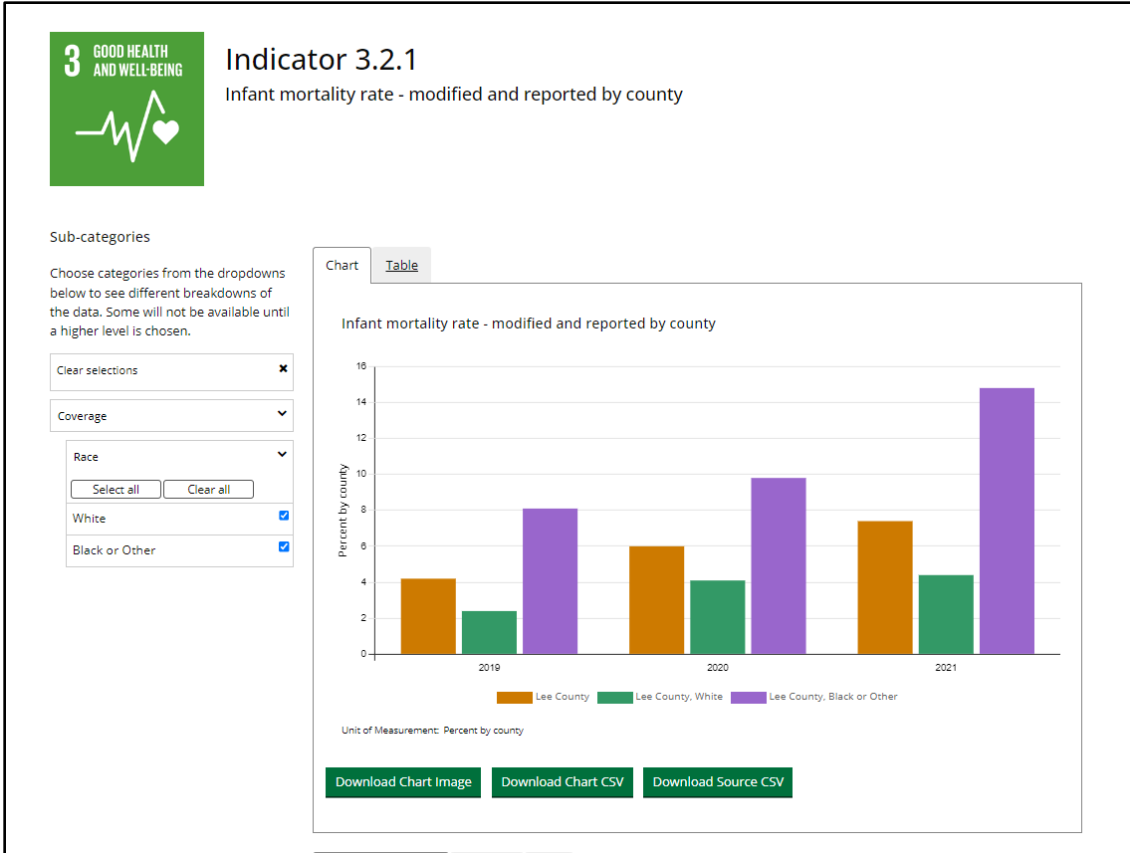 3 GOOD HEALTH
AND WELL-BEING
Indicator 3.2.1
Infant mortality rate - modified and reported by county
Sub-categories
Choose categories from the dropdowns
below to see different breakdowns of
the data. Some will not be available until
a higher level is chosen.
Clear selections
Coverage
Race
Select all Clear all
White
Black or Other
Chart Table
Infant mortality rate - modified and reported by county
Percent by county
16
14
12
10
8
6
4
2
0
2019 2020 2021
Lee County Lee County, White Lee County, Black or Other
Unit of Measurement: Percent by county
Download Chart Image Download Chart CSV Download Source CSV